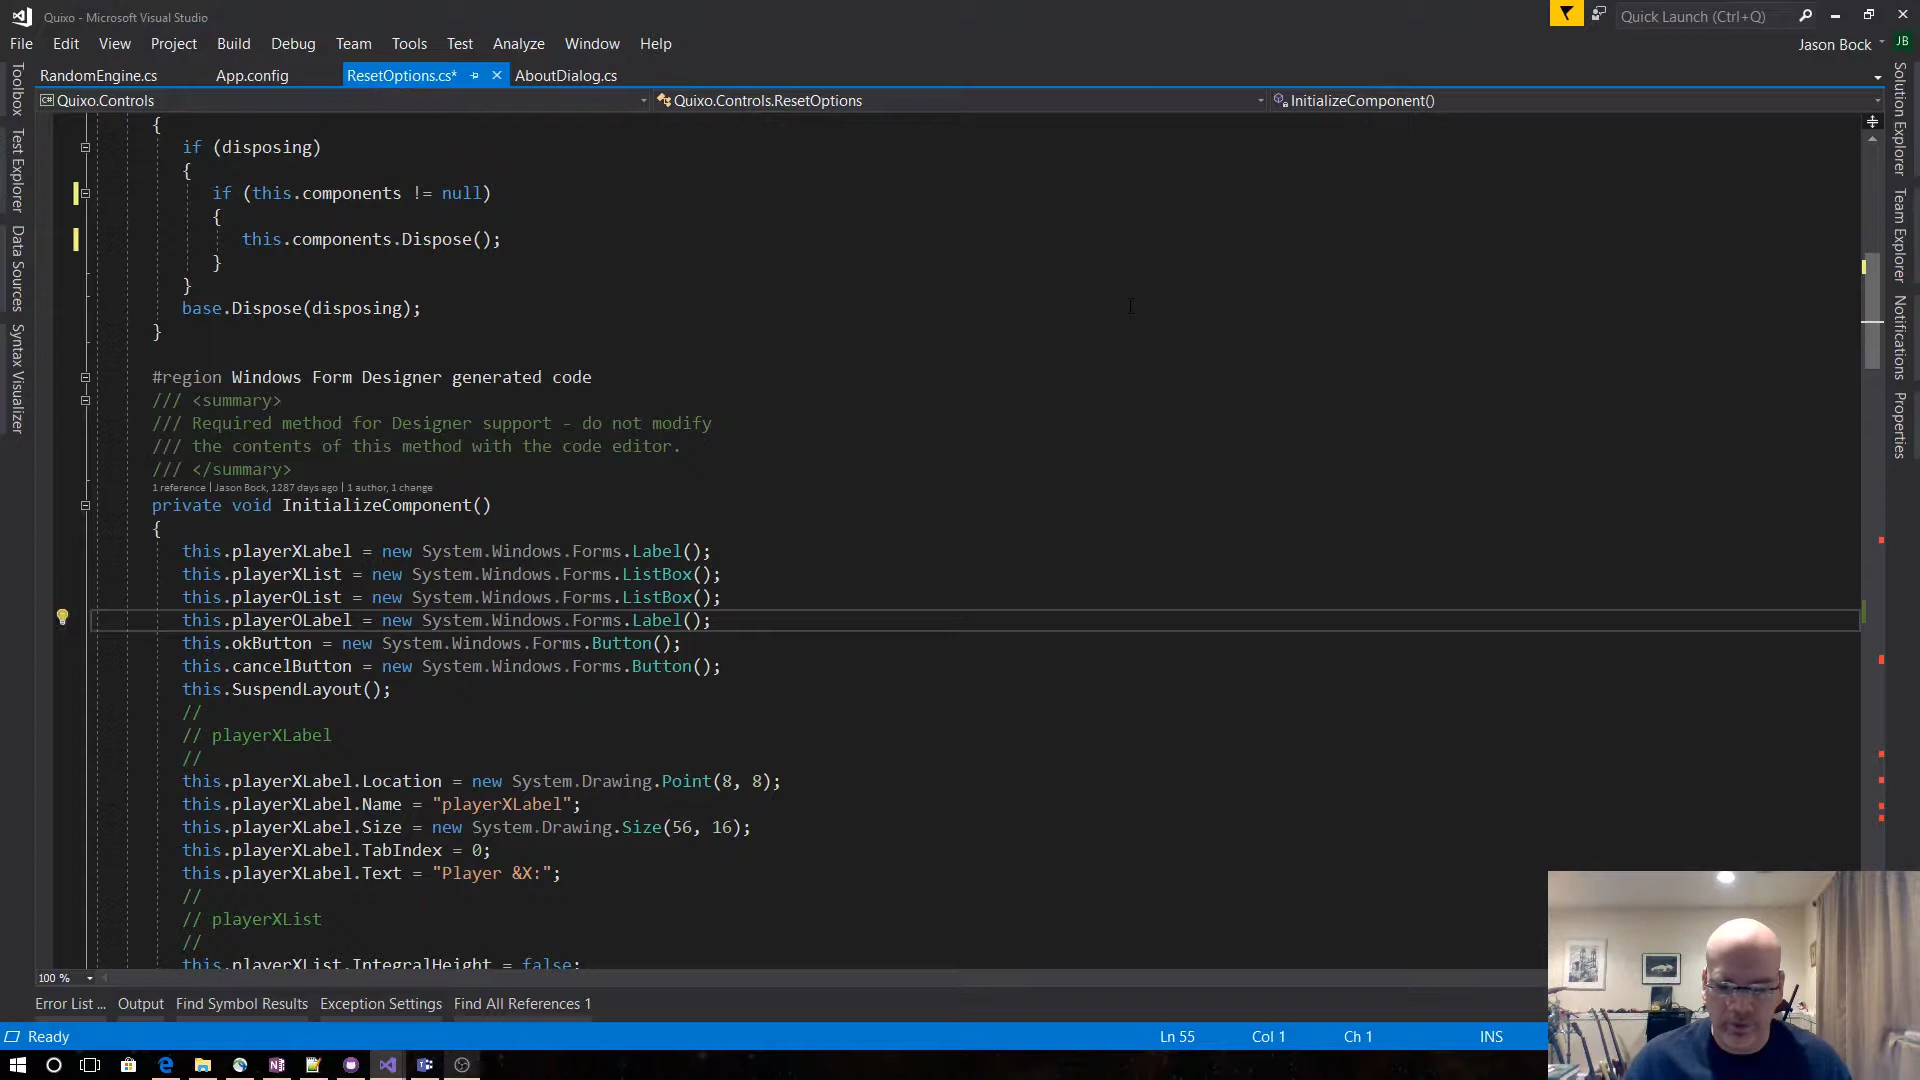 Quixo - Microsoft Visual Studio
Quick Launch (Ctrl+Q)
File Edit View Project Build Debug Team Tools Test Analyze Window Help
Jason Bock JB
RandomEngine.cs App.config ResetOptions.cs* AboutDialog.cs
C# Quixo.Controls Quixo.Controls.ResetOptions InitializeComponent()
Toolbox
Test Explorer
Data Sources
Syntax Visualizer
{
if (disposing)
{
if (this.components != null)
{
this.components.Dispose();
}
}
base.Dispose(disposing);
}
#region Windows Form Designer generated code
/// <summary>
/// Required method for Designer support - do not modify
/// the contents of this method with the code editor.
/// </summary>
1 reference | Jason Bock, 1287 days ago | 1 author, 1 change
private void InitializeComponent()
{
this.playerXLabel = new System.Windows.Forms.Label();
this.playerXList = new System.Windows.Forms.ListBox();
this.playerOList = new System.Windows.Forms.ListBox();
this.playerOLabel = new System.Windows.Forms.Label();
this.okButton = new System.Windows.Forms.Button();
this.cancelButton = new System.Windows.Forms.Button();
this.SuspendLayout();
//
// playerXLabel
//
this.playerXLabel.Location = new System.Drawing.Point(8, 8);
this.playerXLabel.Name = "playerXLabel";
this.playerXLabel.Size = new System.Drawing.Size(56, 16);
this.playerXLabel.TabIndex = 0;
this.playerXLabel.Text = "Player &X:";
//
// playerXList
//
this.playerXList.IntegralHeight = false;
Solution Explorer
Team Explorer
Notifications
Properties
100 %
Error List ... Output Find Symbol Results Exception Settings Find All References 1
Ready Ln 55 Col 1 Ch 1 INS